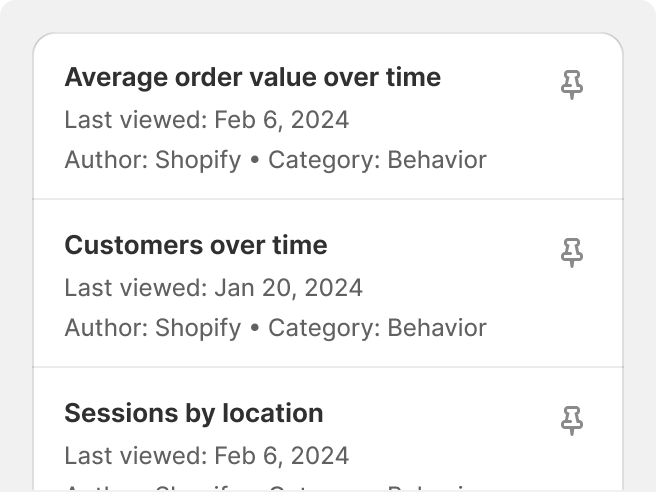 Average order value over time
Last viewed: Feb 6, 2024
Author: Shopify • Category: Behavior
Customers over time
Last viewed: Jan 20, 2024
Author: Shopify • Category: Behavior
Sessions by location
Last viewed: Feb 6, 2024